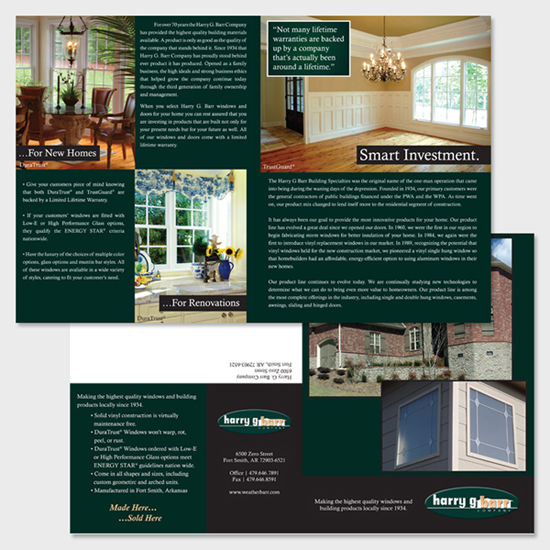 For over 70 years the Harry G. Barr Company
has provided the highest quality building materials
available. A product is only as good as the quality of
the company that stands behind it. Since 1934 that
Harry G. Barr Company has proudly stood behind
ever product it has produced. Opened as a family
business, thy high ideals and strong business ethics
that helped grow the company continue today
through the third generation of family ownership
and management.
When you select Harry G. Barr windows and
doors for your home you can rest assured that you
are investing in products that are built not only for
your present needs but for your future as well. All
of our windows and doors come with a limited
lifetime warranty.
...For New Homes
DuraTrust®
"Not many lifetime
warranties are backed
up by a company
that's actually been
around a lifetime."
TrustGuard®
Smart Investment.
• Give your customers piece of mind knowing
that both DuraTrust® and TrustGuard® are
backed by a Limited Lifetime Warranty.
• If your customers' windows are fitted with
Low-E or High Performance Glass Options,
they qualify the ENERGY STAR® criteria
nationwide.
• Have the luxury of the choices of multiple color
options, glass options and muntin bar styles. All
of these windows are available in a wide variety
of styles, catering to fit your customer's need.
...For Renovations
DuraTrust®
The Harry G. Barr Building Specialties was the original name of the one-man operation that came
into being during the waning days of the depression. Founded in 1934, our primary customers were
the general contractors of public buildings financed under the PWA and the WPA. As time went
on, our product mix changed to tend itself more to the residential segment of construction.
It has always been our goal to provide the most innovative products for your home. Our product
line has evolved a great deal since we opened our doors. In 1960, we were the first in our region to
begin fabricating storm windows for better insulation of your home. In 1984, we again were the
first to introduce vinyl replacement windows in our market. In 1989, recognizing the potential that
vinyl windows held for the new construction market, we pioneered a vinyl single hung window so
that homebuilders had an affordable, energy-efficient option to using aluminum windows in their
new homes.
Our product line continues to evolve today. We are continually studying new technologies to
determine what we can do to bring even more value to homeowners. Our product line is among
the most complete offerings in the industry, including single and double hung windows, casements,
awnings, sliding and hinged doors.
Harry G. Barr Company
6500 Zero Street
Fort Smith, AR 72903-6521
Making the highest quality windows and building
products locally since 1934.
• Solid vinyl construction is virtually
maintenance free.
• DuraTrust® Windows won't warp, rot,
peel, or rust.
• DuraTrust® Windows ordered with Low-E
or High Performance Glass options meet
ENERGY STAR® guidelines nation wide.
• Come in all shapes and sizes, including
custom geometirc and arched units.
• Manufactured in Fort Smith, Arkansas
Made Here...
...Sold Here
harry g barr
COMPANY
6500 Zero Street
Fort Smith, AR 72903-6521
Office | 479.646.7891
Fax | 479.646.8591
www.weatherbarr.com
Making the highest quality windows and
building products locally since 1934.
harry g barr
COMPANY